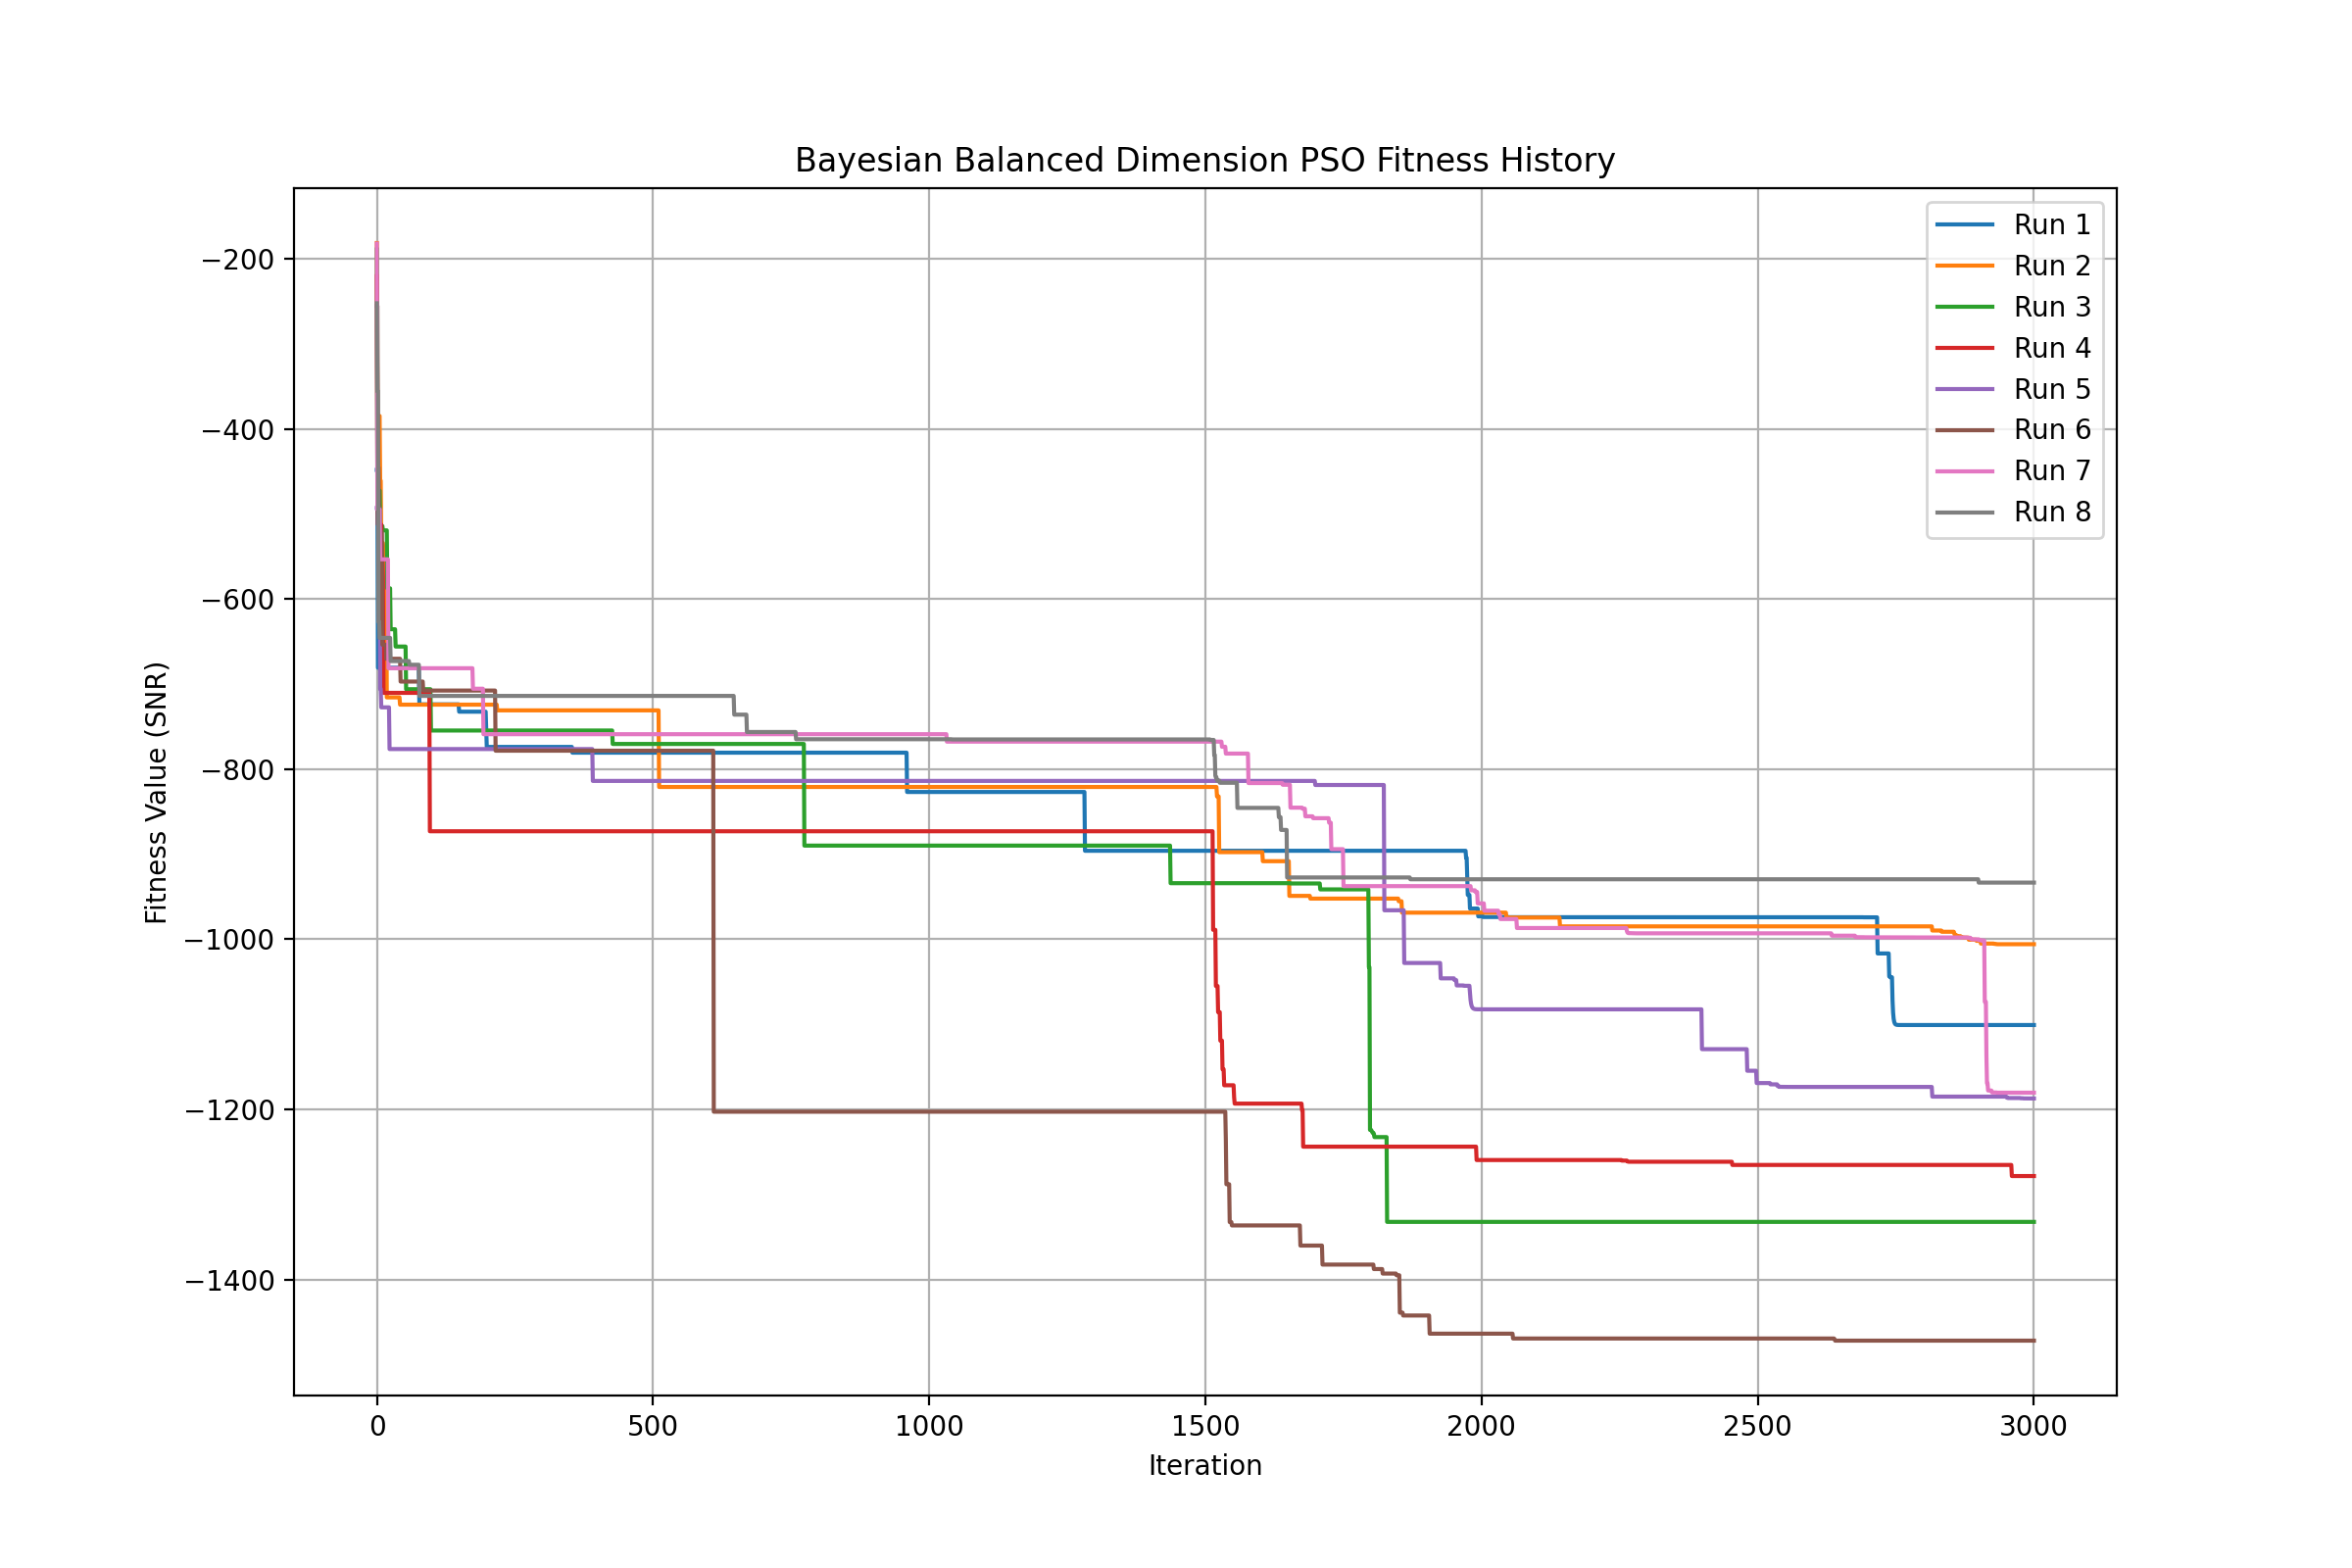 Bayesian Balanced Dimension PSO Fitness History
Fitness Value (SNR)
−200
−400
−600
−800
−1000
−1200
−1400
Run 1
Run 2
Run 3
Run 4
Run 5
Run 6
Run 7
Run 8
0 500 1000 1500 2000 2500 3000
Iteration